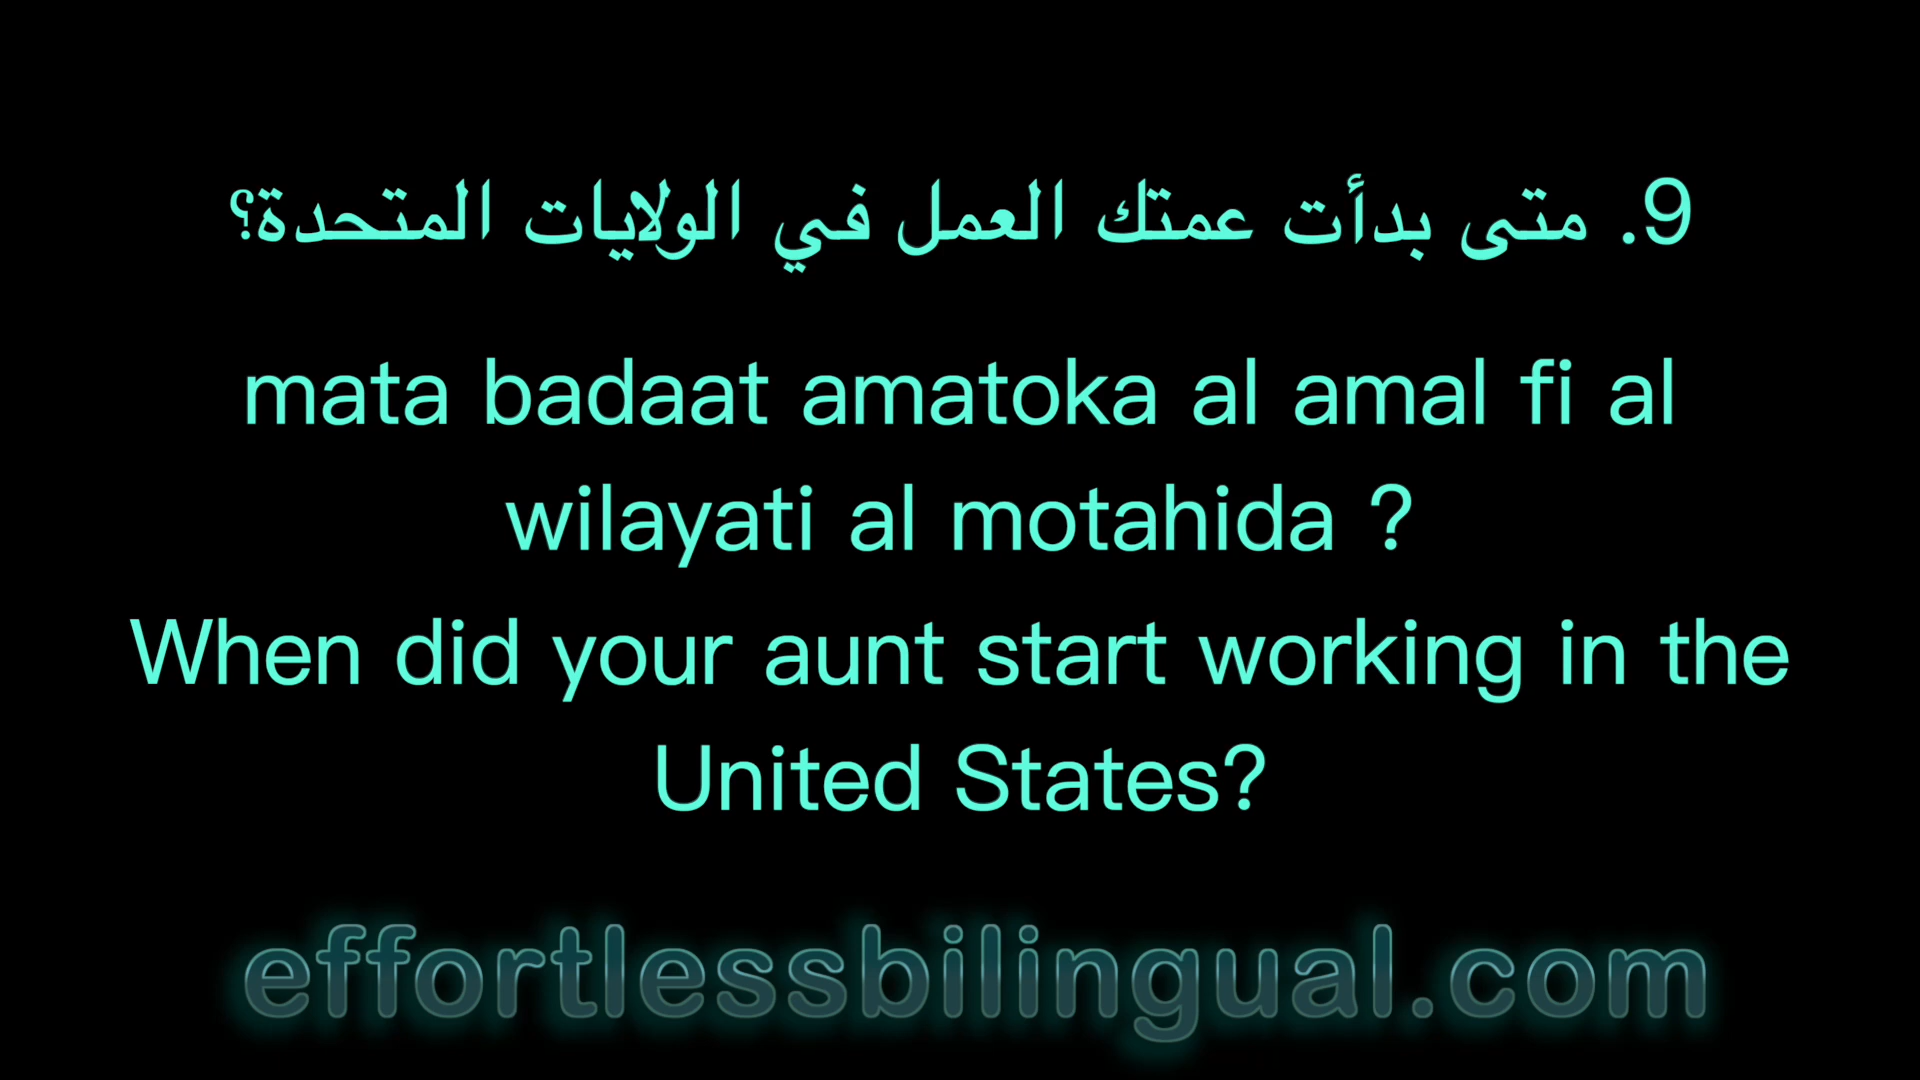 9. متى بدأت عمتك العمل في الولايات المتحدة؟
mata badaat amatoka al amal fi al
wilayati al motahida ?
When did your aunt start working in the
United States?
effortlessbilingual.com